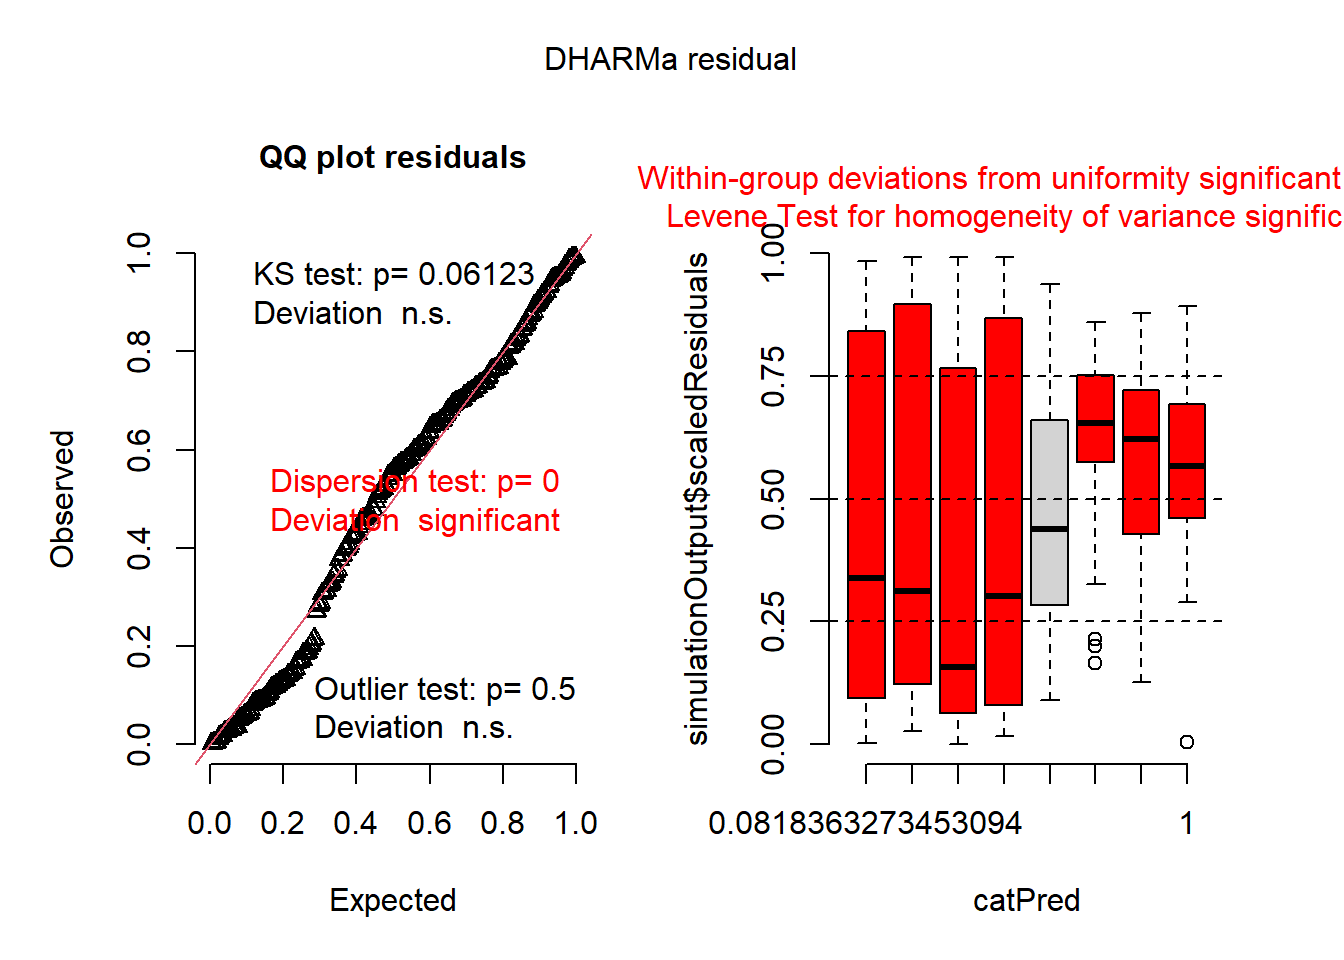 DHARMa residual
QQ plot residuals
KS test: p= 0.06123
Deviation  n.s.
Dispersion test: p= 0
Deviation  significant
Outlier test: p= 0.5
Deviation  n.s.
Observed
0.0 0.2 0.4 0.6 0.8 1.0
0.0 0.2 0.4 0.6 0.8 1.0
Expected
Within-group deviations from uniformity significant
Levene Test for homogeneity of variance signific
simulationOutput$scaledResiduals
0.00 0.25 0.50 0.75 1.00
0.0818363273453094 1
catPred